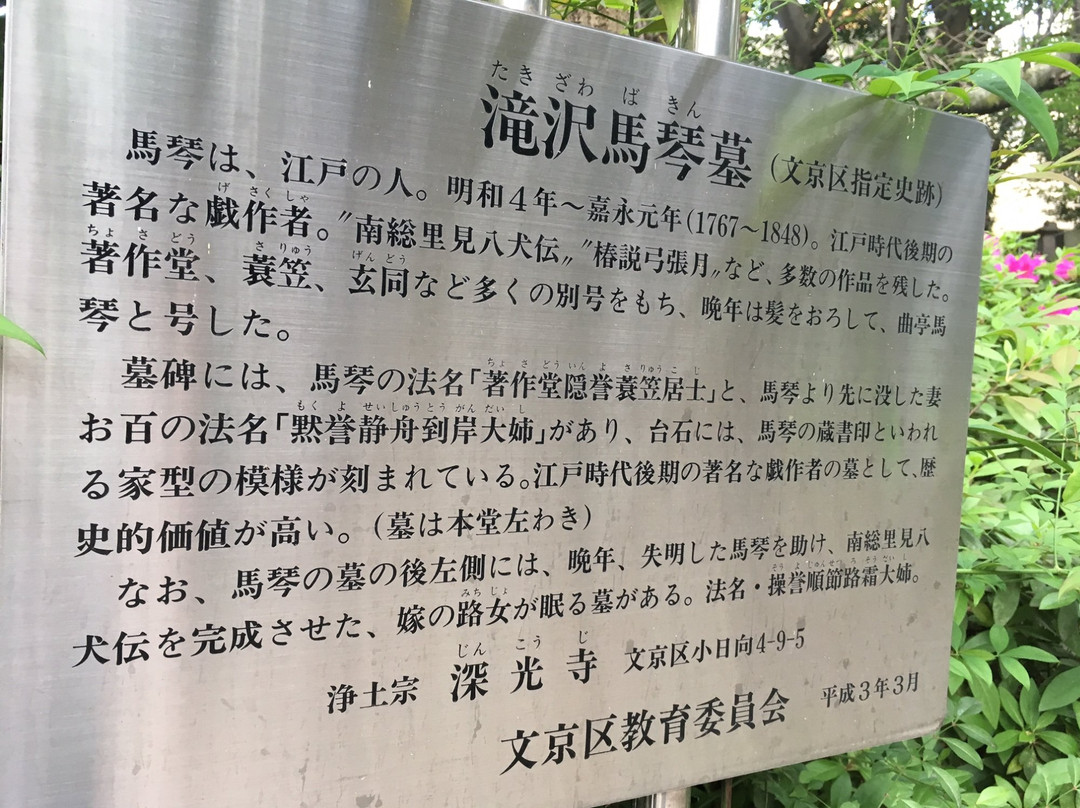 たきざわばきん
滝沢馬琴墓（文京区指定史跡）
馬琴は、江戸の人。明和4年～嘉永元年(1767～1848)。江戸時代後期の
げさくしゃ
著名な戯作者。〝南総里見八犬伝〟〝椿説弓張月〟など、多数の作品を残した。
ちょさどう さりゅう げんどう
著作堂、蓑笠、玄同など多くの別号をもち、晩年は髪をおろして、曲亭馬
琴と号した。
ちょさどういんよさりゅうこじ
墓碑には、馬琴の法名「著作堂隠誉蓑笠居士」と、馬琴より先に没した妻
もくよせいしゅうとうがんだいし
お百の法名「黙誉静舟到岸大姉」があり、台石には、馬琴の蔵書印といわれ
る家型の模様が刻まれている。江戸時代後期の著名な戯作者の墓として、歴
史的価値が高い。（墓は本堂左わき）
なお、馬琴の墓の後左側には、晩年、失明した馬琴を助け、南総里見八
みちじょ そうよじゅんせつろそうだいし
犬伝を完成させた、嫁の路女が眠る墓がある。法名・操誉順節路霜大姉。
じんこうじ
浄土宗 深光寺 文京区小日向4-9-5
文京区教育委員会 平成3年3月